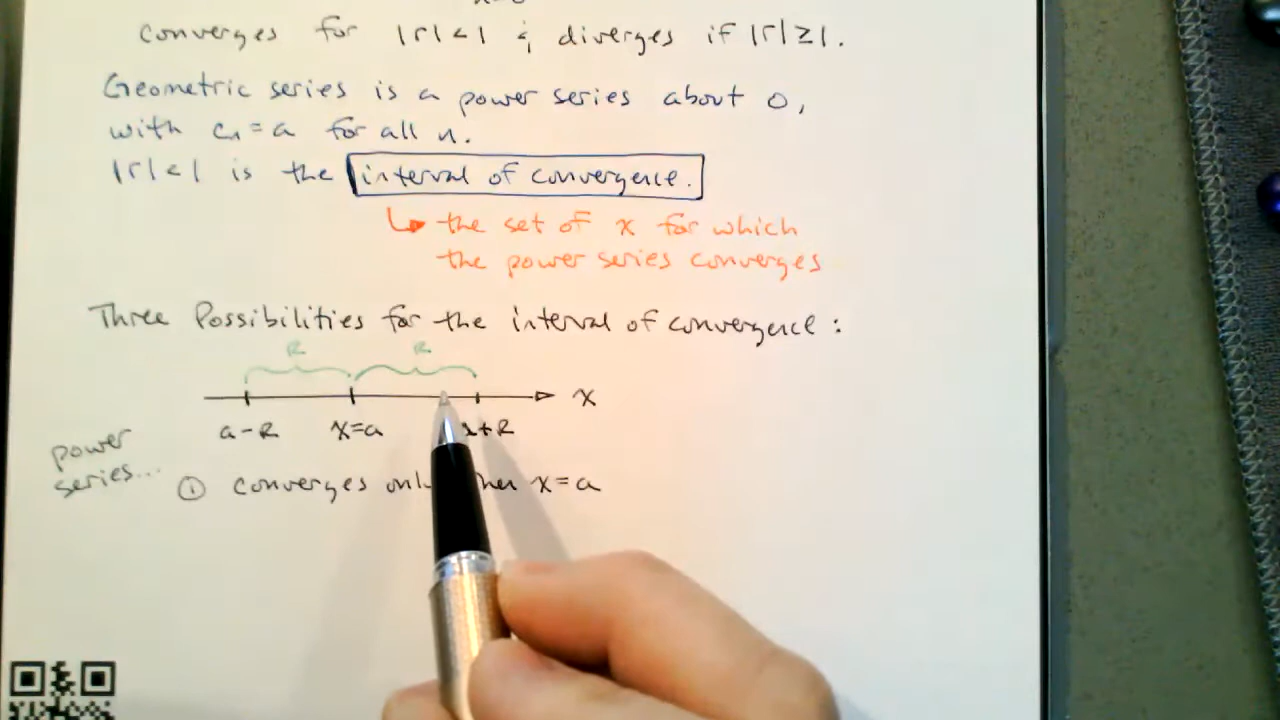 converges for |r|<1 & diverges if |r|≥1.
Geometric series is a power series about 0,
with cn=a for all n.
|r|<1 is the interval of convergence.
↳ the set of x for which
the power series converges
Three Possibilities for the interval of convergence:
R R
x
a-R x=a +R
power
series...
① converges only x=a